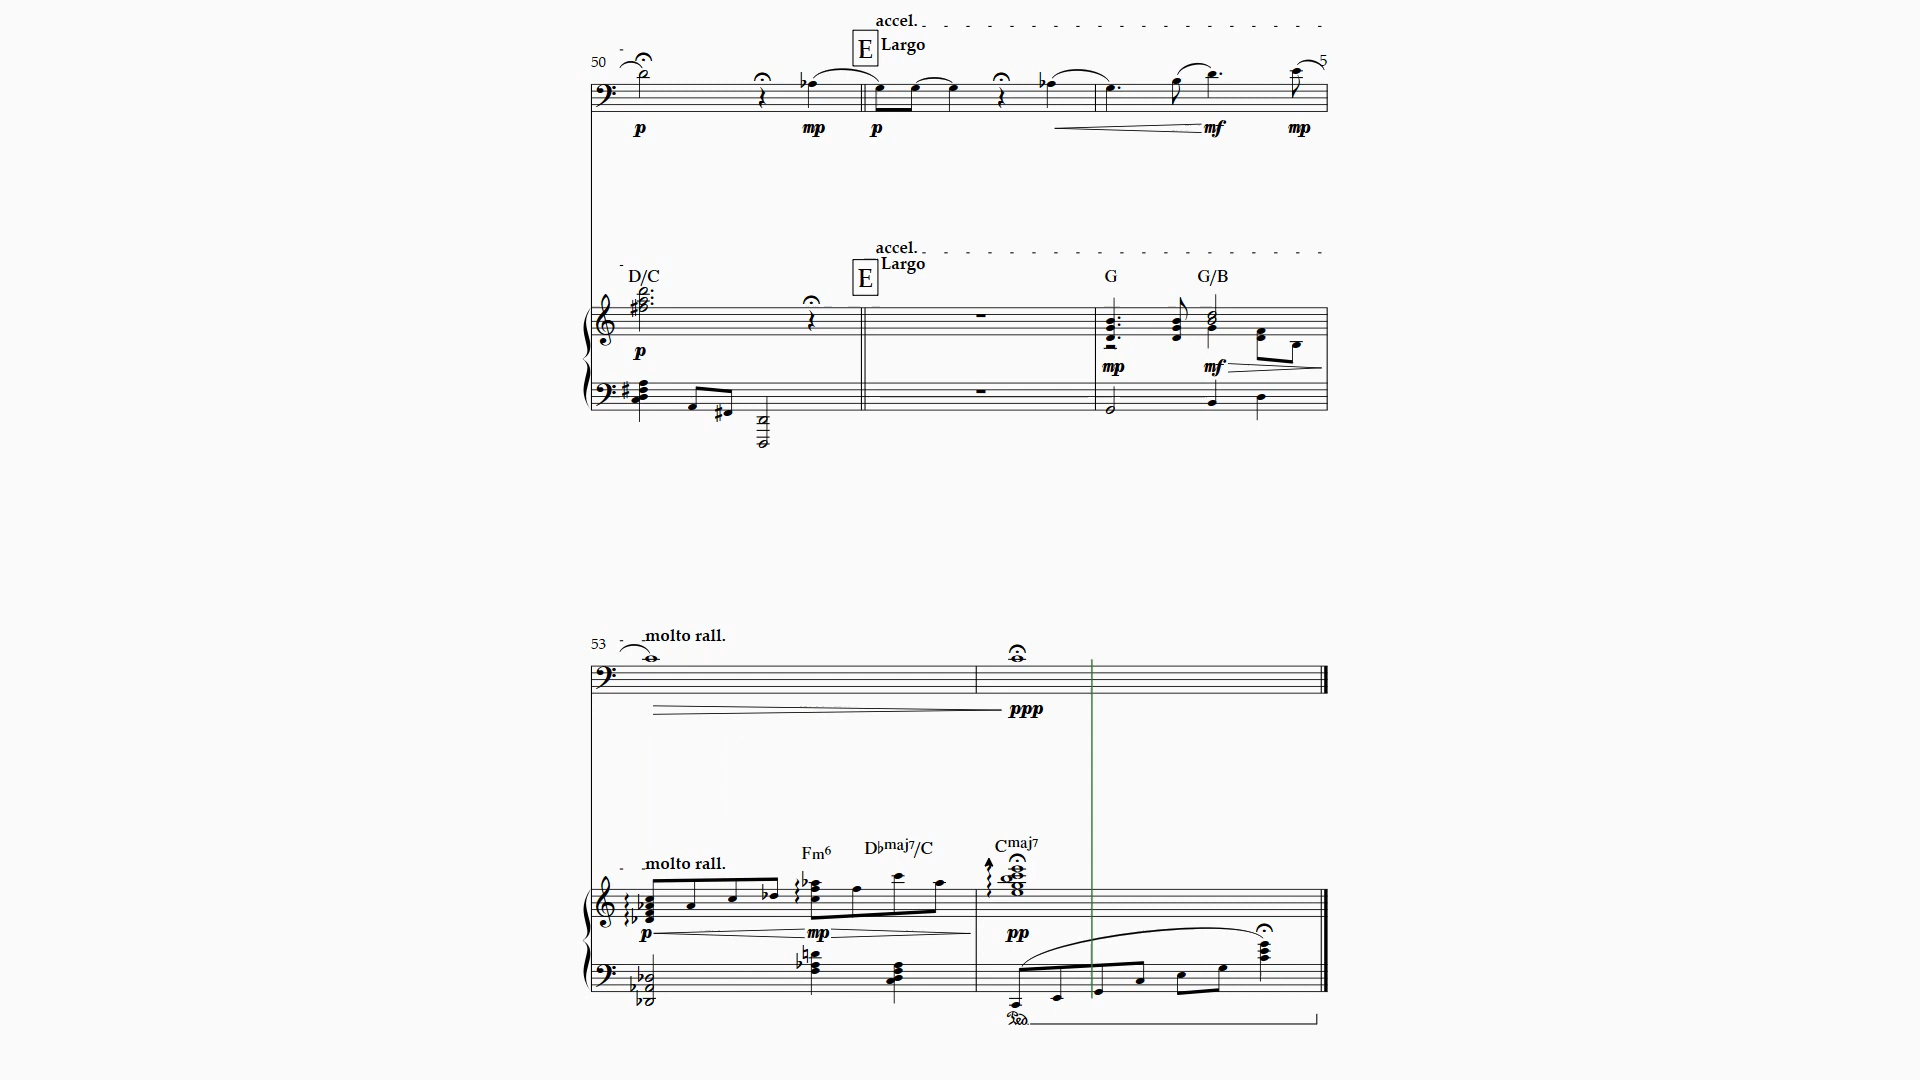 accel.
E Largo
50 5
p mp p mf mp
accel.
E Largo
D/C G G/B
p mp mf
53 molto rall.
ppp
molto rall. Fm6 D♭maj7/C Cmaj7
p mp pp
Ped